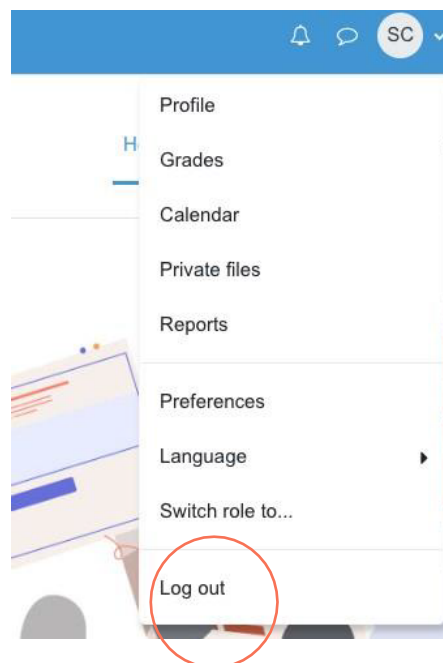 SC
Profile
H
Grades
Calendar
Private files
Reports
Preferences
Language
Switch role to...
Log out